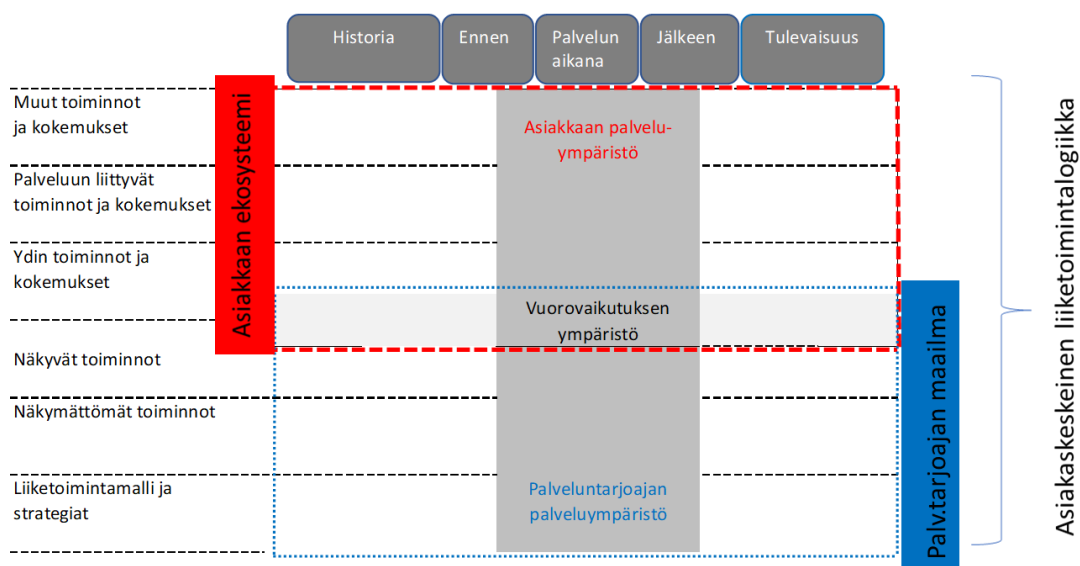 Historia
Ennen
Palvelun
aikana
Jälkeen
Tulevaisuus
Muut toiminnot
ja kokemukset
Palveluun liittyvät
toiminnot ja kokemukset
Ydin toiminnot ja
kokemukset
Näkyvät toiminnot
Näkymättömät toiminnot
Liiketoimintamalli ja
strategiat
Asiakkaan ekosysteemi
Asiakkaan palvelu-
ympäristö
Vuorovaikutuksen
ympäristö
Palveluntarjoajan
palveluympäristö
Palv.tarjoajan maailma
Asiakaskeskeinen liiketoimintalogiikka